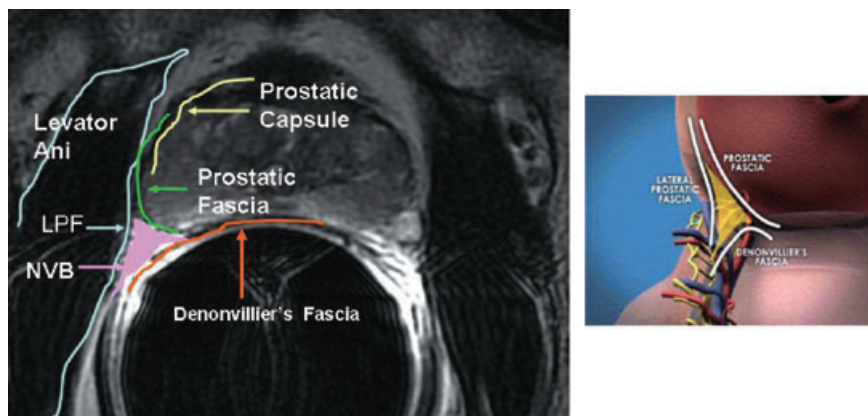 Prostatic
Capsule
Levator
Ani
Prostatic
Fascia
LPF
NVB
Denonvillier's Fascia
PROSTATIC
FASCIA
LATERAL
PROSTATIC
FASCIA
DENONVILLIER'S
FASCIA